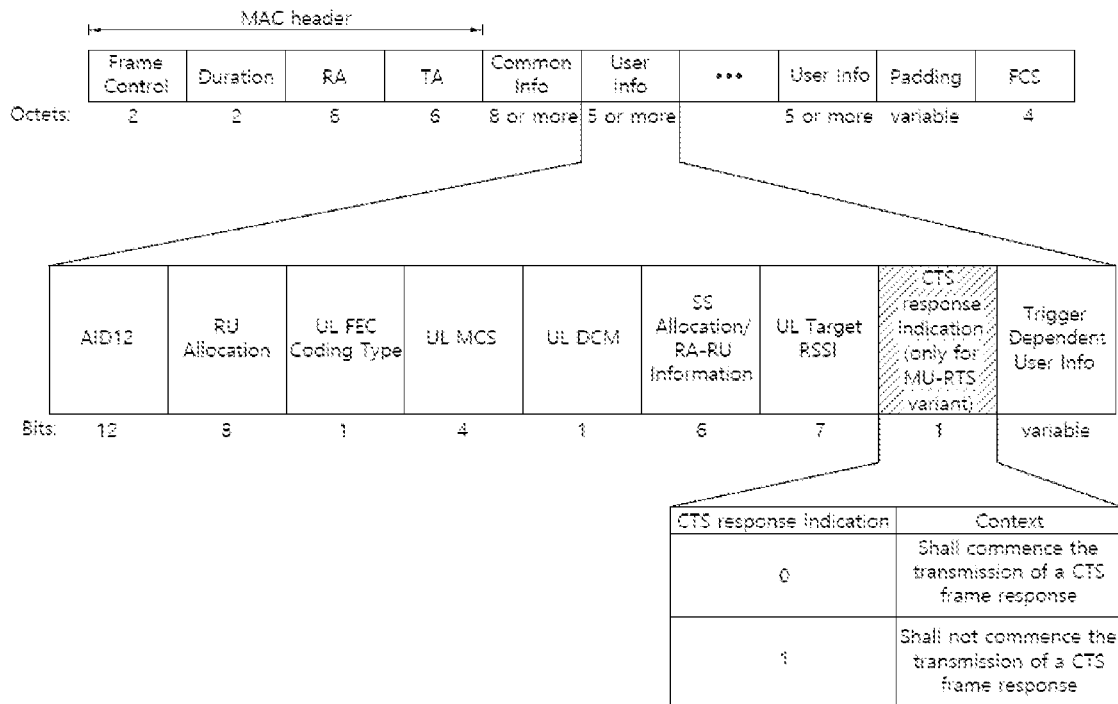 MAC header
Frame Control
Duration
RA
TA
Common Info
User Info
•••
User Info
Padding
FCS
Octets:
2
2
6
6
8 or more
5 or more
5 or more
variable
4
AID12
RU Allocation
UL FEC Coding Type
UL MCS
UL DCM
SS Allocation/ RA-RU Information
UL Target RSSI
CTS response indication (only for MU-RTS variant)
Trigger Dependent User Info
Bits:
12
8
1
4
1
6
7
1
variable
CTS response indication
Context
0
Shall commence the
transmission of a CTS
frame response
1
Shall not commence the
transmission of a CTS
frame response